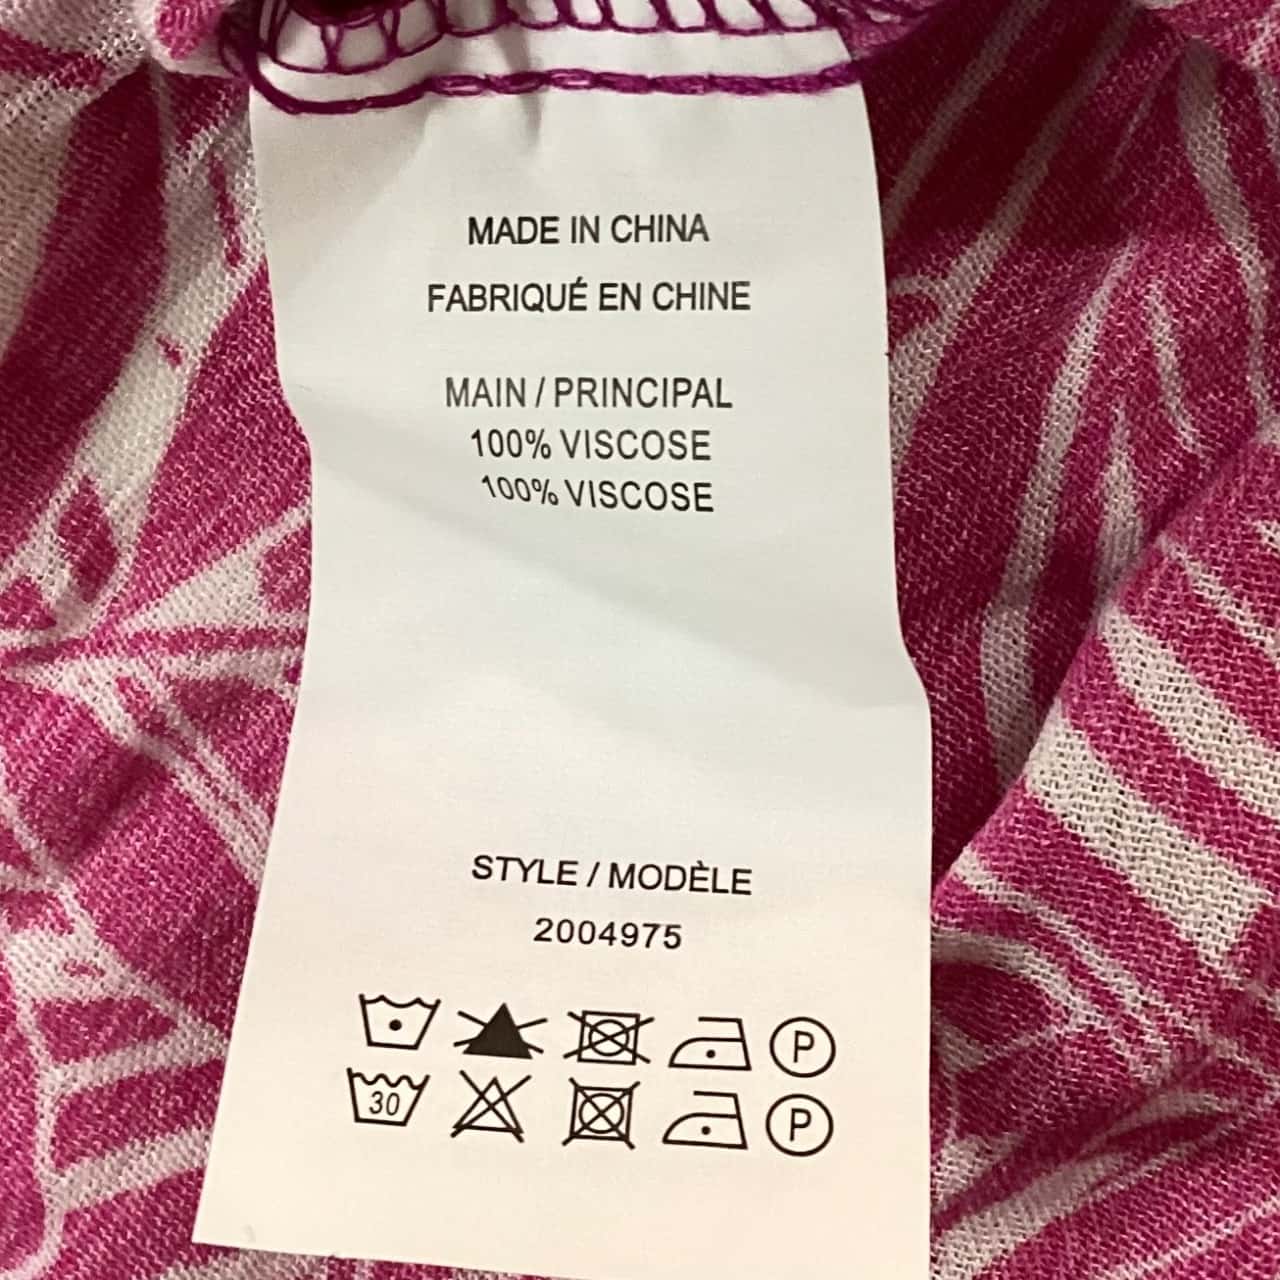 MADE IN CHINA
FABRIQUÉ EN CHINE
MAIN / PRINCIPAL
100% VISCOSE
100% VISCOSE
STYLE / MODÈLE
2004975
P
30 P